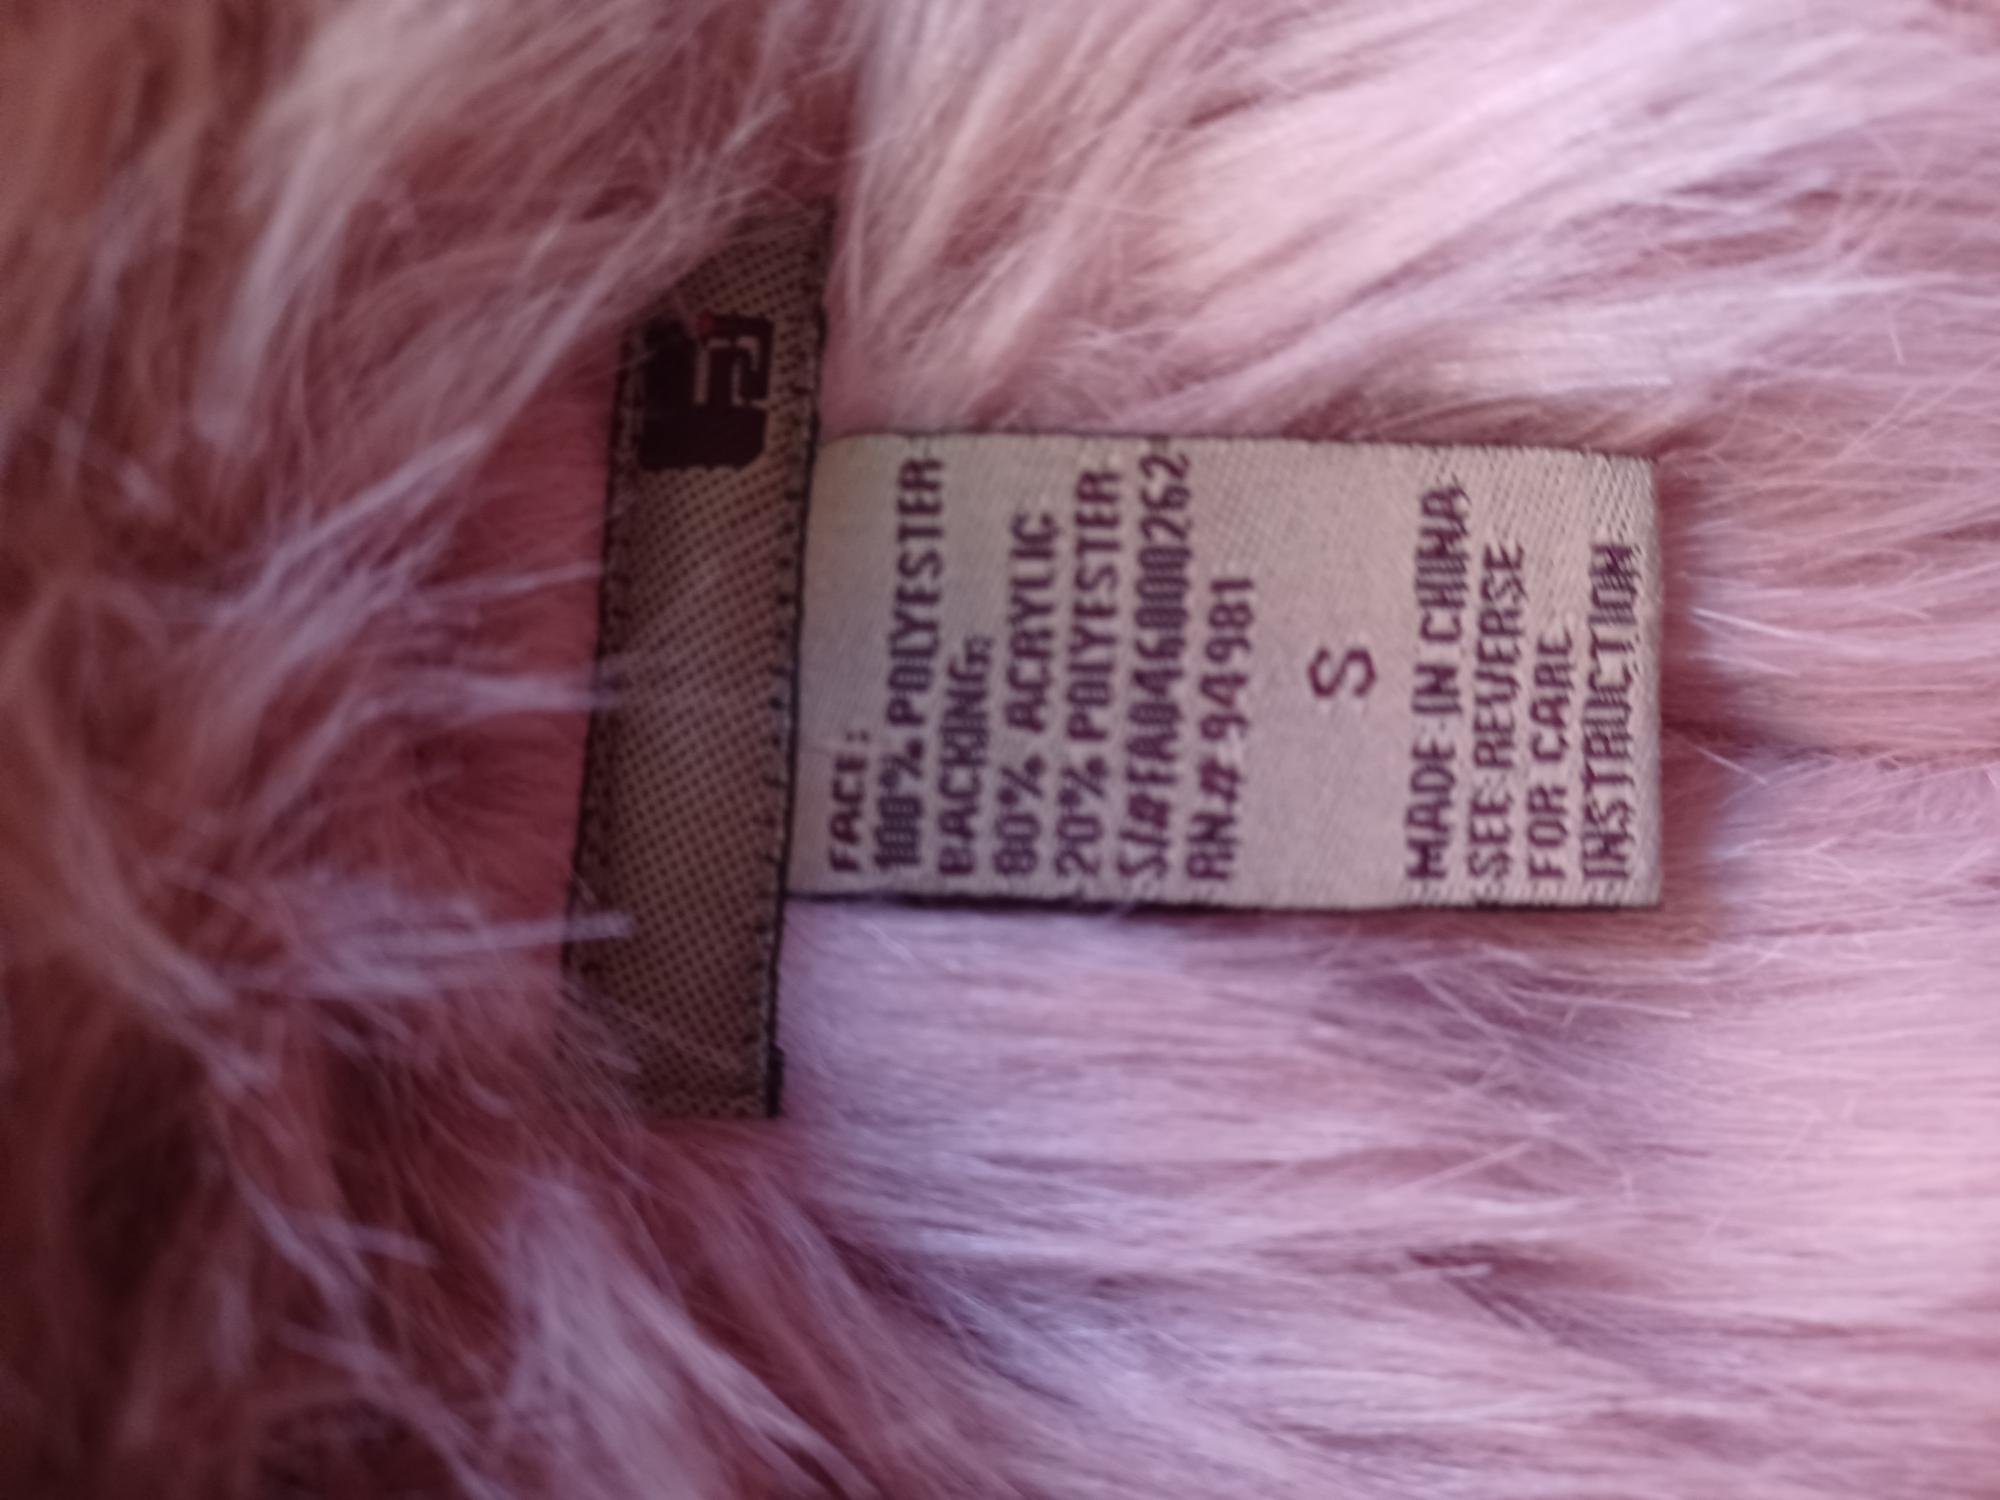 FACE:
100% POLYESTER
BACKING:
80% ACRYLIC
20% POLYESTER
S/#FA046000262
RN# 94981
S
MADE IN CHINA
SEE REVERSE
FOR CARE
INSTRUCTION